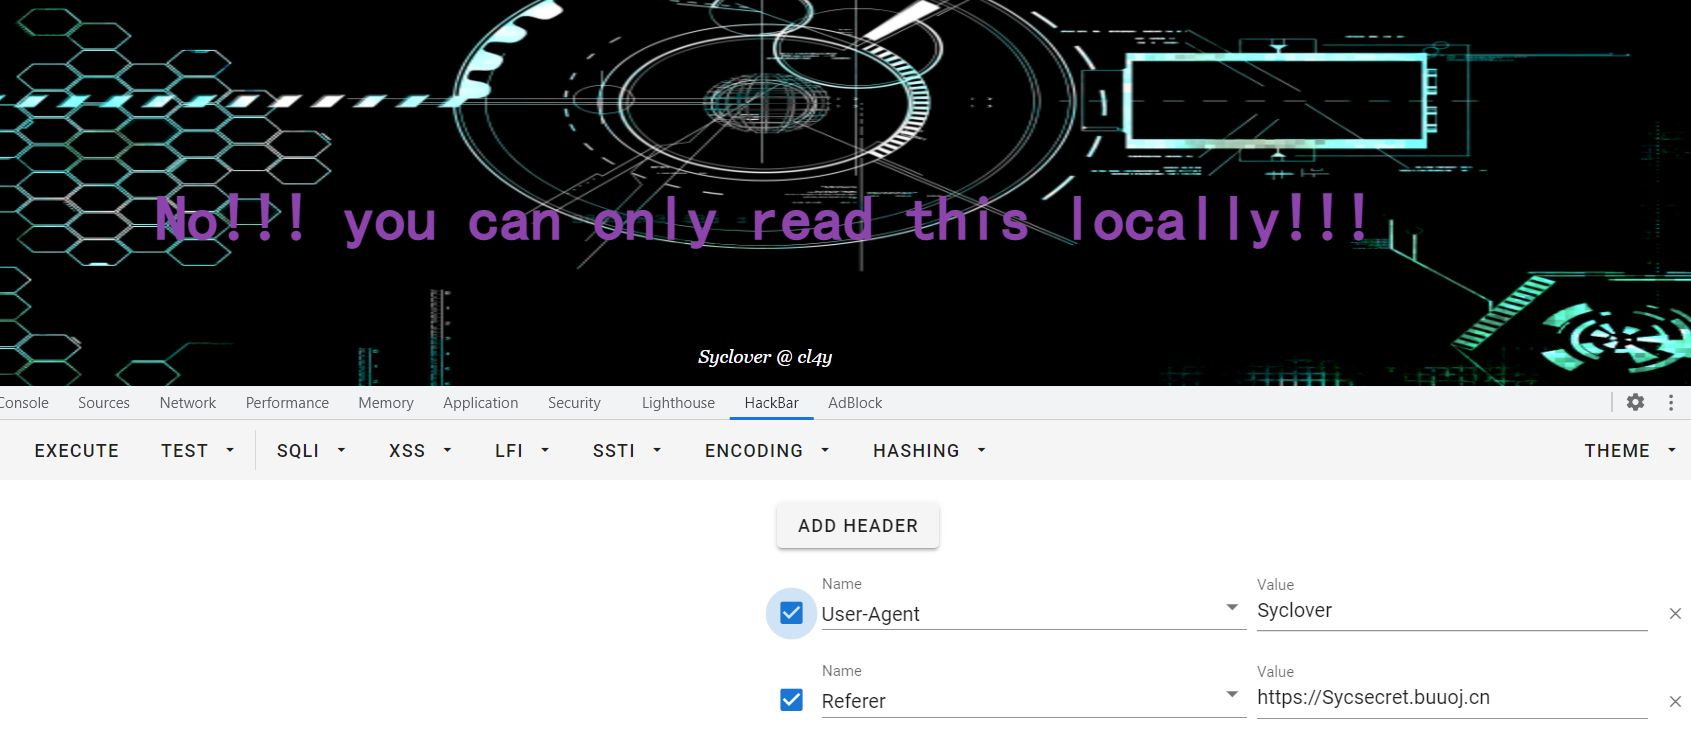 No!!! you can only read this locally!!!
Syclover @ cl4y
Console Sources Network Performance Memory Application Security Lighthouse HackBar AdBlock
EXECUTE TEST SQLI XSS LFI SSTI ENCODING HASHING THEME
ADD HEADER
Name Value
User-Agent Syclover
Name Value
Referer https://Sycsecret.buuoj.cn